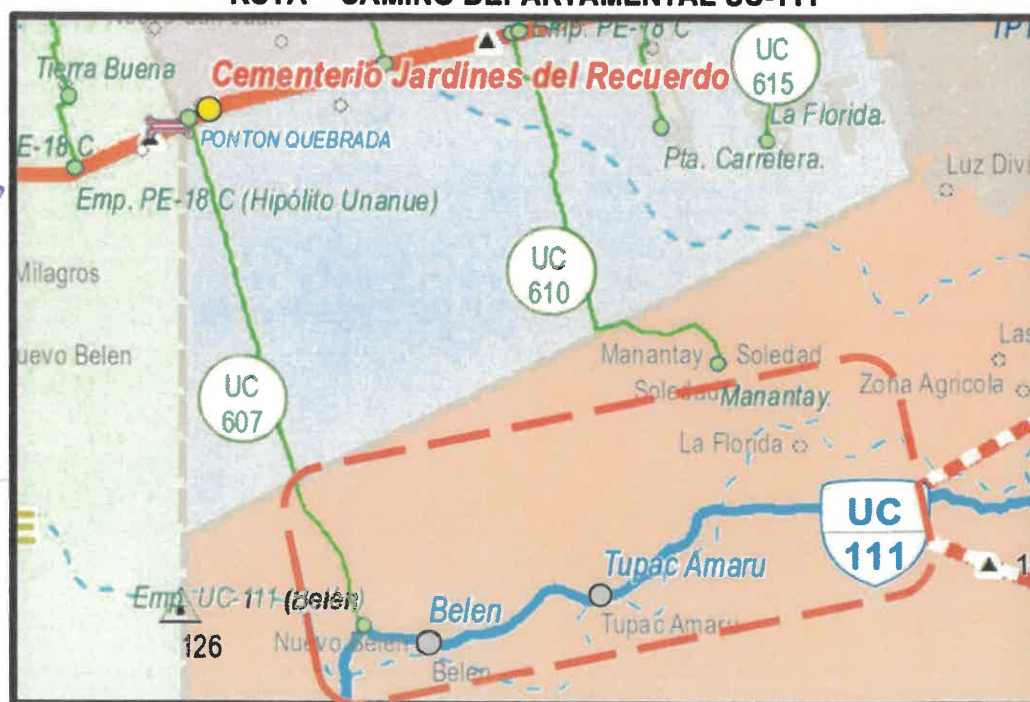 RUTA CAMINO DEPARTAMENTAL UC-111
Emp. PE-18 C
UC
615
Tierra Buena
Cementerio Jardines del Recuerdo
La Florida.
E-18 C
PONTON QUEBRADA
Pta. Carretera.
Luz Divi
Emp. PE-18 C (Hipólito Unanue)
UC
610
Milagros
uevo Belen
Manantay
Soledad
Las
UC
607
Soledad
Manantay.
Zona Agricola
La Florida
UC
111
Tupac Amaru
Emp. UC-111 (Belén)
Belen
Tupac Amaru
126
Nuevo Belen
Belen
1